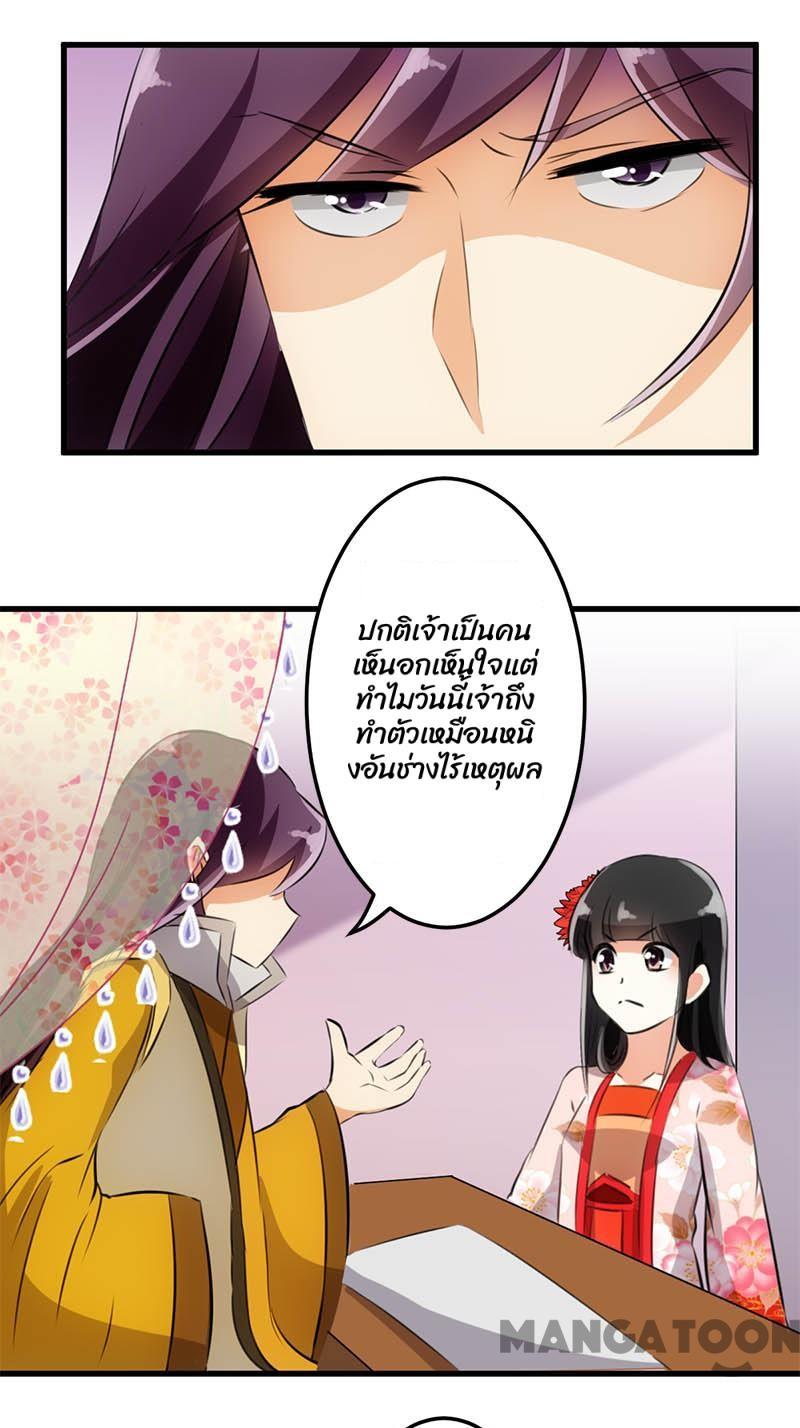 ปกติเจ้าเป็นคน
เห็นอกเห็นใจแต่
ทำไมวันนี้เจ้าถึง
ทำตัวเหมือนหนิ
งอันช่างไร้เหตุผล
MANGATOON